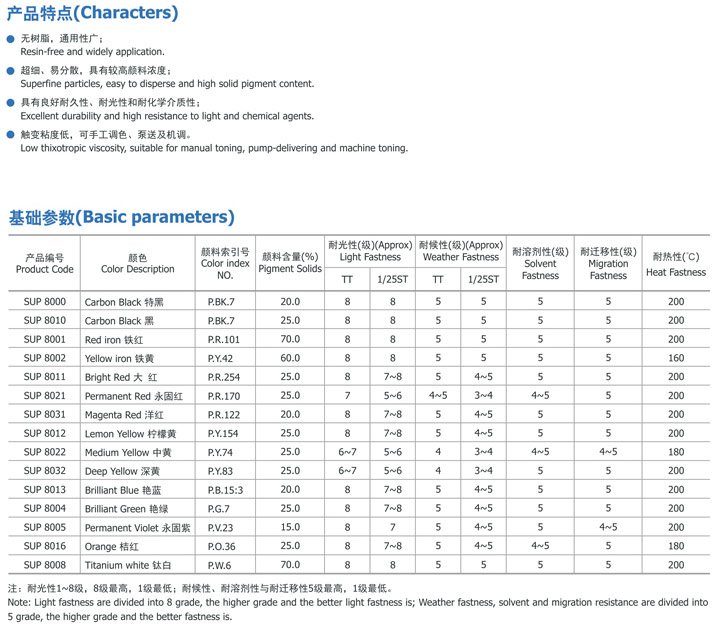 产品特点(Characters)
无树脂，通用性广；
Resin-free and widely application.
超细、易分散，具有较高颜料浓度；
Superfine particles, easy to disperse and high solid pigment content.
具有良好耐久性、耐光性和耐化学介质性；
Excellent durability and high resistance to light and chemical agents.
触变粘度低，可手工调色、泵送及机调。
Low thixotropic viscosity, suitable for manual toning, pump-delivering and machine toning.
基础参数(Basic parameters)
产品编号 Product Code 颜色 Color Description 颜料索引号 Color index NO. 颜料含量(%) Pigment Solids 耐光性(级)(Approx) Light Fastness 耐候性(级)(Approx) Weather Fastness 耐溶剂性(级) Solvent Fastness 耐迁移性(级) Migration Fastness 耐热性(℃) Heat Fastness
TT 1/25ST TT 1/25ST
SUP 8000 Carbon Black 特黑 P.BK.7 20.0 8 8 5 5 5 5 200
SUP 8010 Carbon Black 黑 P.BK.7 25.0 8 8 5 5 5 5 200
SUP 8001 Red iron 铁红 P.R.101 70.0 8 8 5 5 5 5 200
SUP 8002 Yellow iron 铁黄 P.Y.42 60.0 8 8 5 5 5 5 160
SUP 8011 Bright Red 大 红 P.R.254 25.0 8 7~8 5 4~5 5 5 200
SUP 8021 Permanent Red 永固红 P.R.170 25.0 7 5~6 4~5 3~4 4~5 5 200
SUP 8031 Magenta Red 洋红 P.R.122 20.0 8 7~8 5 4~5 5 5 200
SUP 8012 Lemon Yellow 柠檬黄 P.Y.154 25.0 8 7~8 5 4~5 5 5 200
SUP 8022 Medium Yellow 中黄 P.Y.74 25.0 6~7 5~6 4 3~4 4~5 4~5 180
SUP 8032 Deep Yellow 深黄 P.Y.83 25.0 6~7 5~6 4 3~4 5 5 200
SUP 8013 Brilliant Blue 艳蓝 P.B.15:3 20.0 8 7~8 5 4~5 5 5 200
SUP 8004 Brilliant Green 艳绿 P.G.7 25.0 8 7~8 5 4~5 5 5 200
SUP 8005 Permanent Violet 永固紫 P.V.23 15.0 8 7 5 4~5 5 4~5 200
SUP 8016 Orange 桔红 P.O.36 25.0 8 7~8 5 4~5 4~5 5 180
SUP 8008 Titanium white 钛白 P.W.6 70.0 8 8 5 5 5 5 200
注：耐光性1~8级，8级最高，1级最低；耐候性、耐溶剂性与耐迁移性5级最高，1级最低。
Note: Light fastness are divided into 8 grade, the higher grade and the better light fastness is; Weather fastness, solvent and migration resistance are divided into
5 grade, the higher grade and the better fastness is.